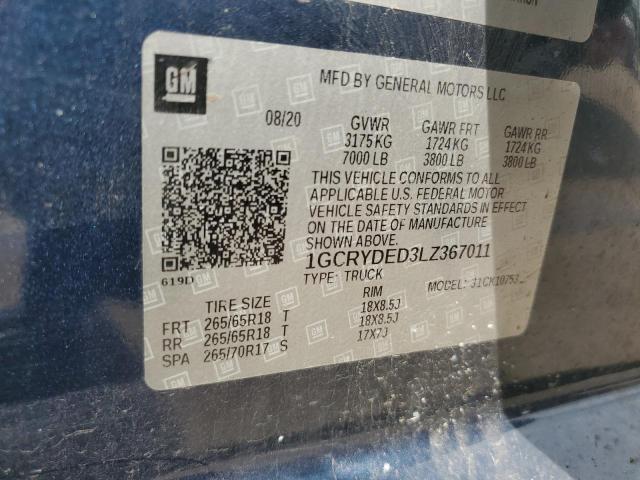 GM
MFD BY GENERAL MOTORS LLC
08/20 GVWR GAWR FRT GAWR RR
3175 KG 1724 KG 1724 KG
7000 LB 3800 LB 3800 LB
THIS VEHICLE CONFORMS TO ALL
APPLICABLE U.S. FEDERAL MOTOR
VEHICLE SAFETY STANDARDS IN EFFECT
ON THE DATE OF MANUFACTURE
SHOWN ABOVE.
1GCRYDED3LZ367011
619D TYPE: TRUCK MODEL:
TIRE SIZE RIM
FRT 265/65R18 T 18X8.5J
RR 265/65R18 T 18X8.5J
SPA 265/70R17 S 17X7J